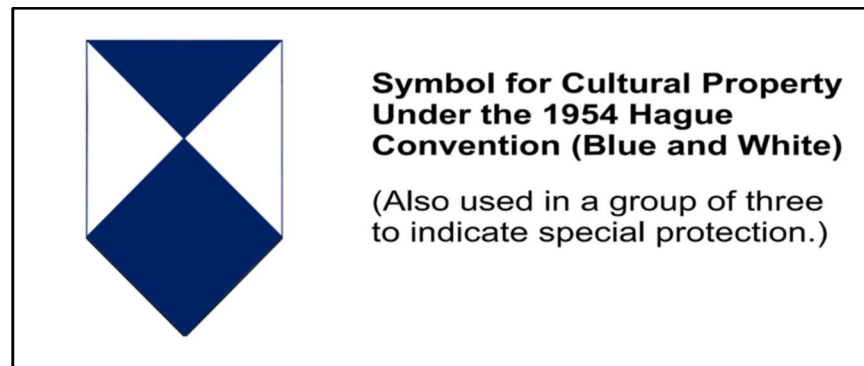 Symbol for Cultural Property
Under the 1954 Hague
Convention (Blue and White)
(Also used in a group of three
to indicate special protection.)